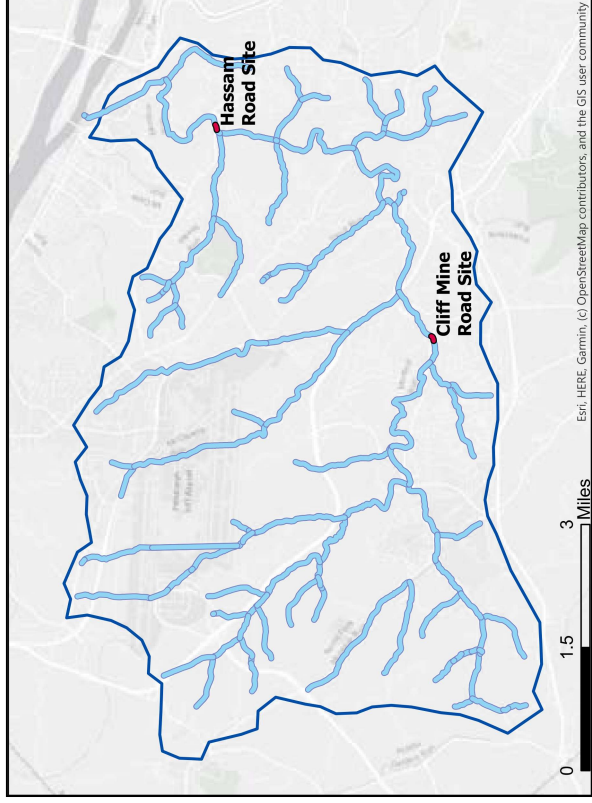 Hassam
Road Site
Cliff Mine
Road Site
0 1.5 3 Miles
Esri, HERE, Garmin, (c) OpenStreetMap contributors, and the GIS user community